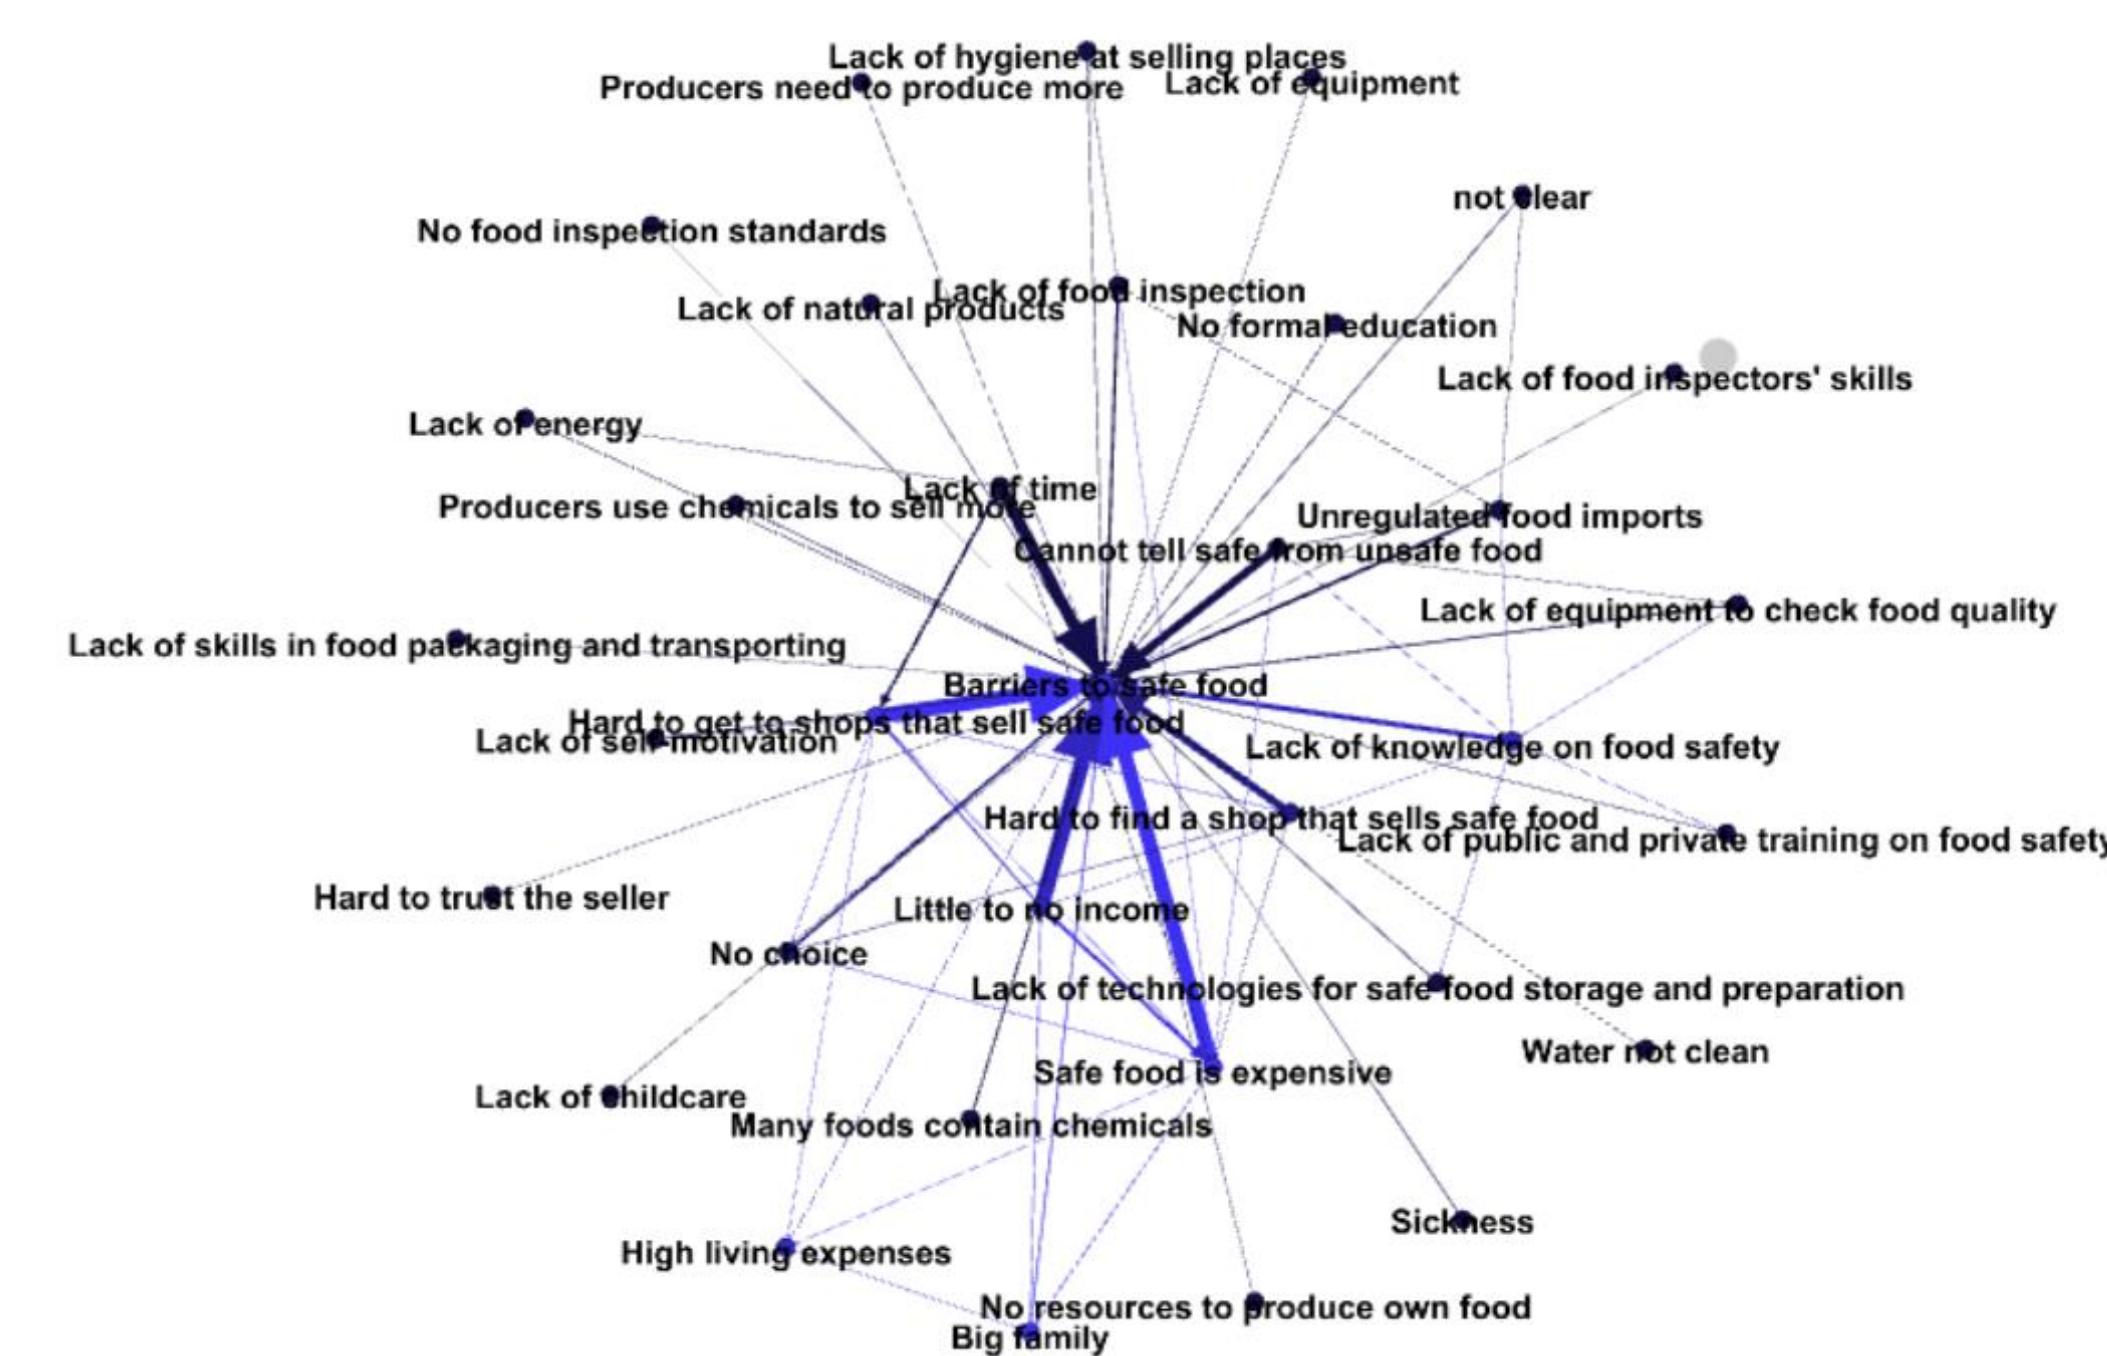 Lack of hygiene at selling places
Producers need to produce more
Lack of equipment
not clear
No food inspection standards
Lack of food inspection
Lack of natural products
No formal education
Lack of food inspectors' skills
Lack of energy
Lack of time
Producers use chemicals to sell more
Unregulated food imports
Cannot tell safe from unsafe food
Lack of equipment to check food quality
Lack of skills in food packaging and transporting
Barriers to safe food
Hard to get to shops that sell safe food
Lack of self-motivation
Lack of knowledge on food safety
Hard to find a shop that sells safe food
Lack of public and private training on food safety
Hard to trust the seller
Little to no income
No choice
Lack of technologies for safe food storage and preparation
Water not clean
Safe food is expensive
Lack of childcare
Many foods contain chemicals
Sickness
High living expenses
No resources to produce own food
Big family